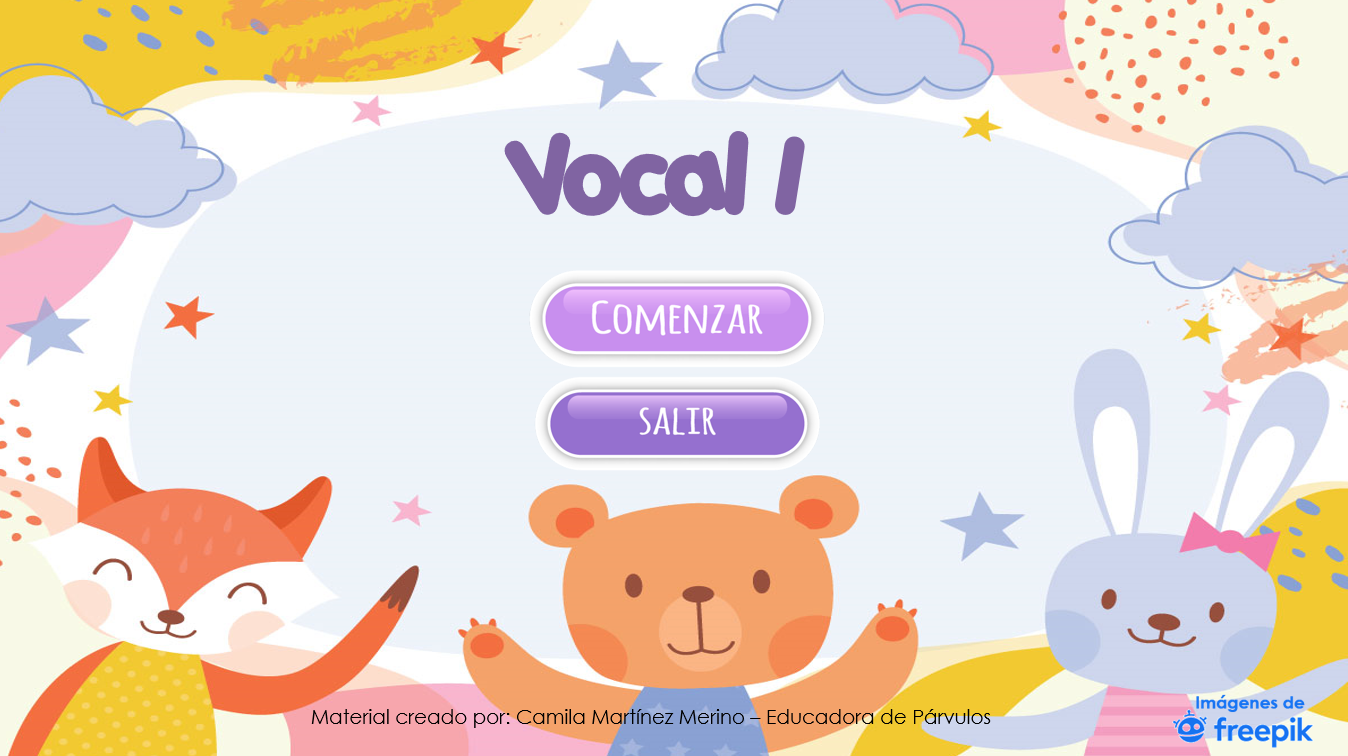 Vocal I
COMENZAR
SALIR
Material creado por: Camila Martínez Merino – Educadora de Párvulos
Imágenes de
freepik